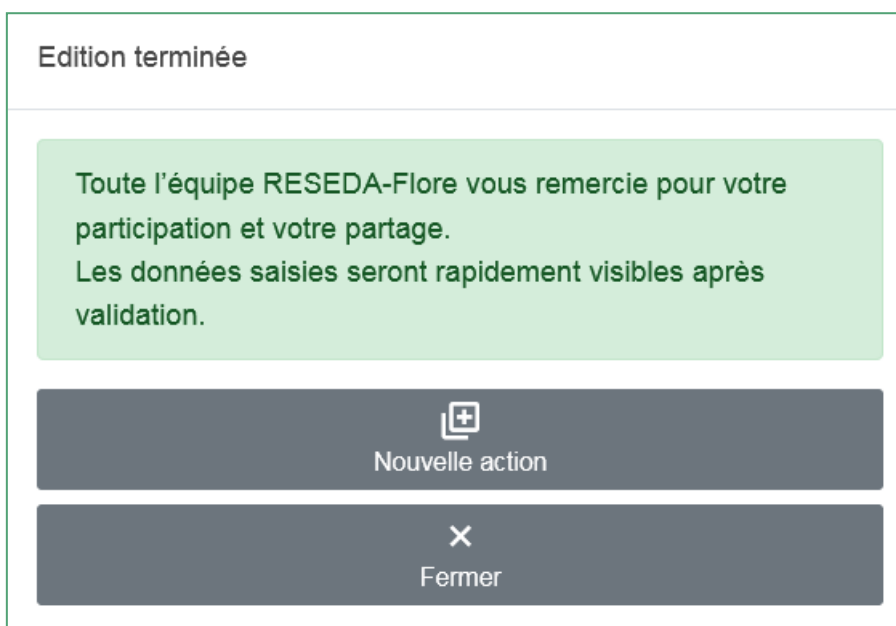 Edition terminée
Toute l’équipe RESEDA-Flore vous remercie pour votre
participation et votre partage.
Les données saisies seront rapidement visibles après
validation.
Nouvelle action
Fermer